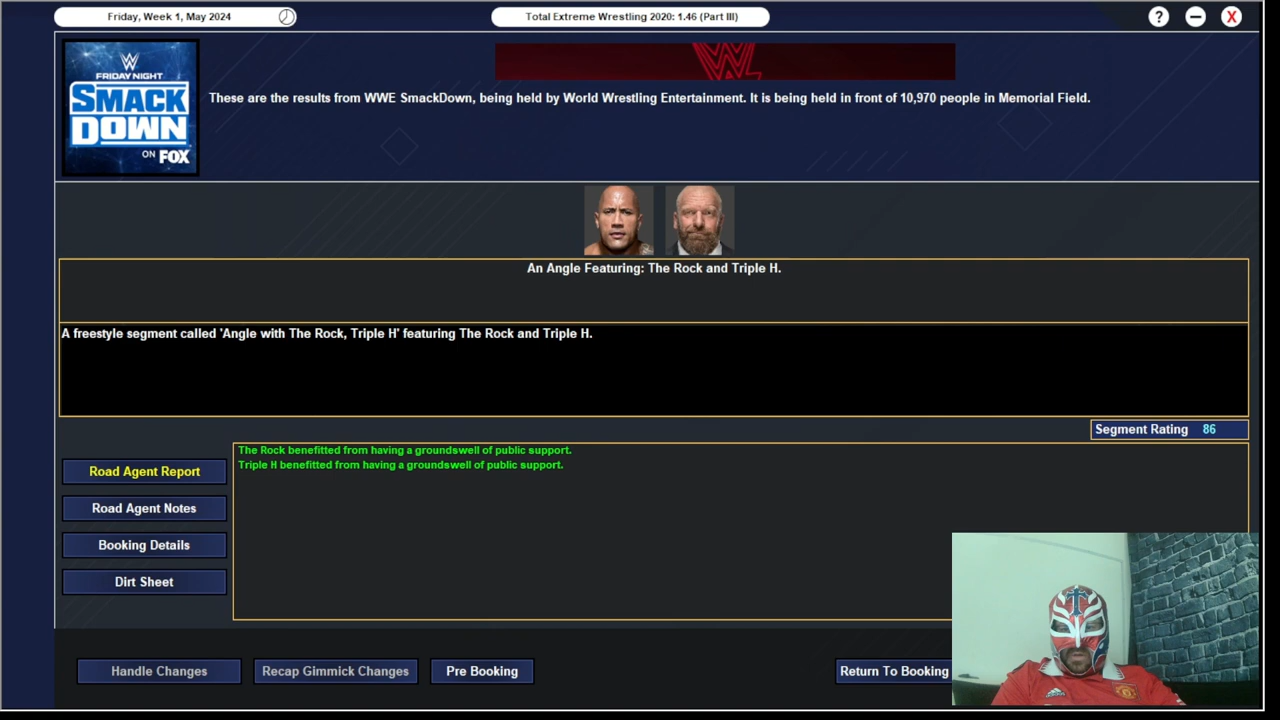 Friday, Week 1, May 2024
Total Extreme Wrestling 2020: 1.46 (Part III)
?
X
W
FRIDAY NIGHT
SMACK
DOWN
ON FOX
These are the results from WWE SmackDown, being held by World Wrestling Entertainment. It is being held in front of 10,970 people in Memorial Field.
An Angle Featuring: The Rock and Triple H.
A freestyle segment called 'Angle with The Rock, Triple H' featuring The Rock and Triple H.
Segment Rating 86
The Rock benefitted from having a groundswell of public support.
Triple H benefitted from having a groundswell of public support.
Road Agent Report
Road Agent Notes
Booking Details
Dirt Sheet
Handle Changes
Recap Gimmick Changes
Pre Booking
Return To Booking